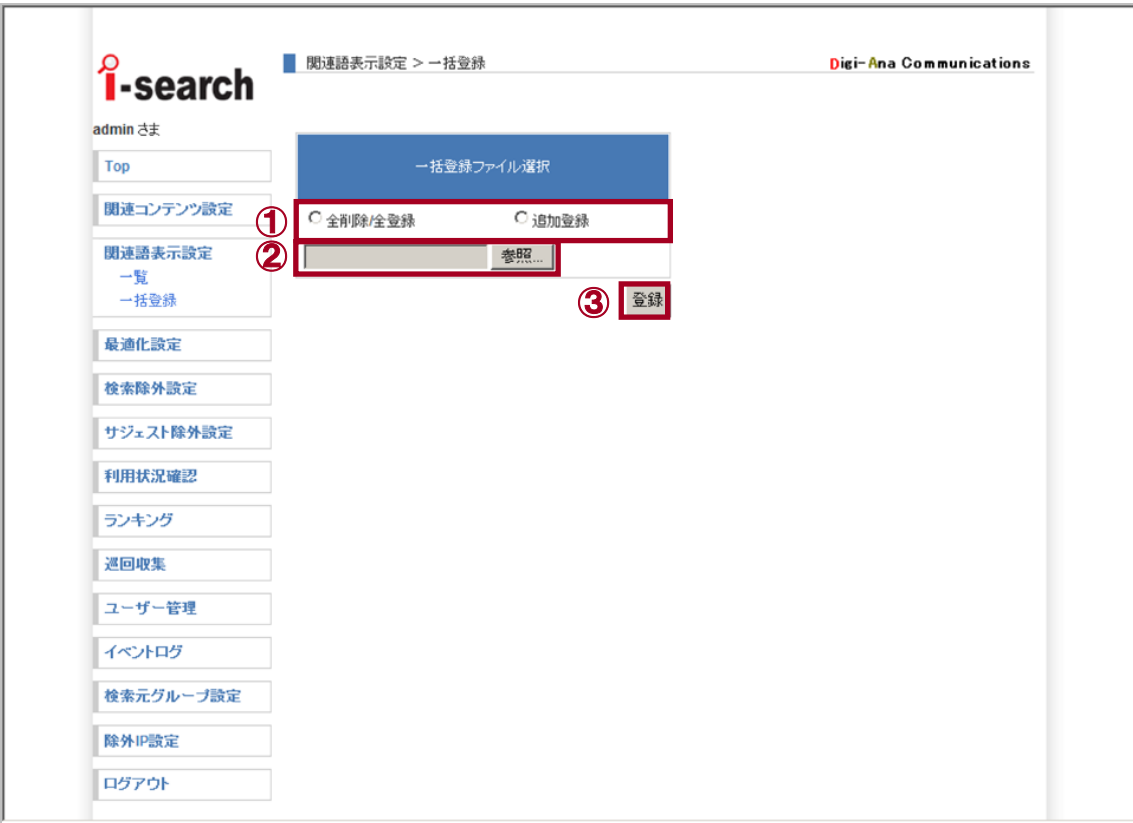 i-search
関連語表示設定 > 一括登録
Digi-Ana Communications
admin さま
Top
関連コンテンツ設定
関連語表示設定
一覧
一括登録
最適化設定
検索除外設定
サジェスト除外設定
利用状況確認
ランキング
巡回収集
ユーザー管理
イベントログ
検索元グループ設定
除外IP設定
ログアウト
一括登録ファイル選択
① 全削除/全登録 追加登録
② 参照...
③ 登録